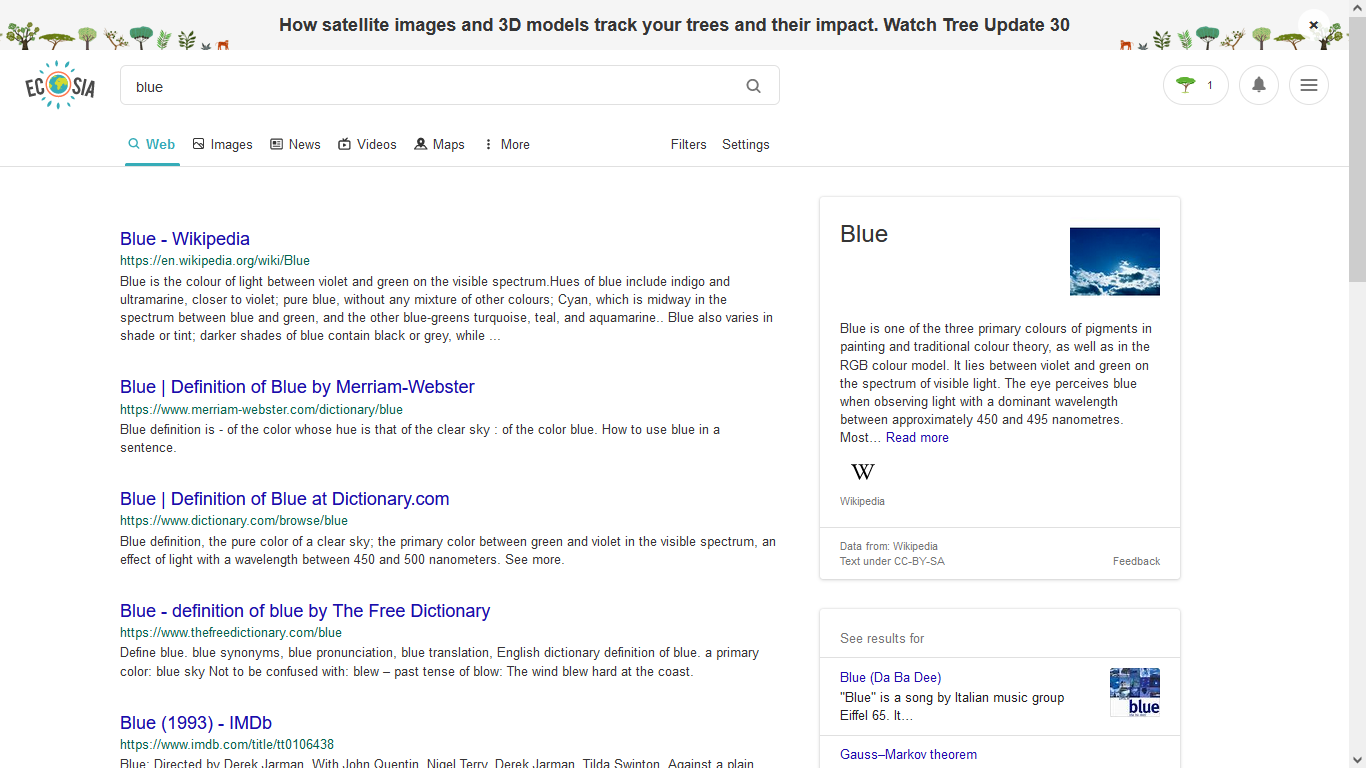 How satellite images and 3D models track your trees and their impact. Watch Tree Update 30
ECOSIA
blue
1
Web
Images
News
Videos
Maps
More
Filters
Settings
Blue - Wikipedia
https://en.wikipedia.org/wiki/Blue
Blue is the colour of light between violet and green on the visible spectrum.Hues of blue include indigo and
ultramarine, closer to violet; pure blue, without any mixture of other colours; Cyan, which is midway in the
spectrum between blue and green, and the other blue-greens turquoise, teal, and aquamarine.. Blue also varies in
shade or tint; darker shades of blue contain black or grey, while ...
Blue | Definition of Blue by Merriam-Webster
https://www.merriam-webster.com/dictionary/blue
Blue definition is - of the color whose hue is that of the clear sky : of the color blue. How to use blue in a
sentence.
Blue | Definition of Blue at Dictionary.com
https://www.dictionary.com/browse/blue
Blue definition, the pure color of a clear sky; the primary color between green and violet in the visible spectrum, an
effect of light with a wavelength between 450 and 500 nanometers. See more.
Blue - definition of blue by The Free Dictionary
https://www.thefreedictionary.com/blue
Define blue. blue synonyms, blue pronunciation, blue translation, English dictionary definition of blue. a primary
color: blue sky Not to be confused with: blew – past tense of blow: The wind blew hard at the coast.
Blue (1993) - IMDb
https://www.imdb.com/title/tt0106438
Blue: Directed by Derek Jarman. With John Quentin, Nigel Terry, Derek Jarman, Tilda Swinton. Against a plain,
Blue
Blue is one of the three primary colours of pigments in
painting and traditional colour theory, as well as in the
RGB colour model. It lies between violet and green on
the spectrum of visible light. The eye perceives blue
when observing light with a dominant wavelength
between approximately 450 and 495 nanometres.
Most... Read more
W
Wikipedia
Data from: Wikipedia
Text under CC-BY-SA
Feedback
See results for
Blue (Da Ba Dee)
"Blue" is a song by Italian music group
Eiffel 65. It...
blue
Gauss–Markov theorem